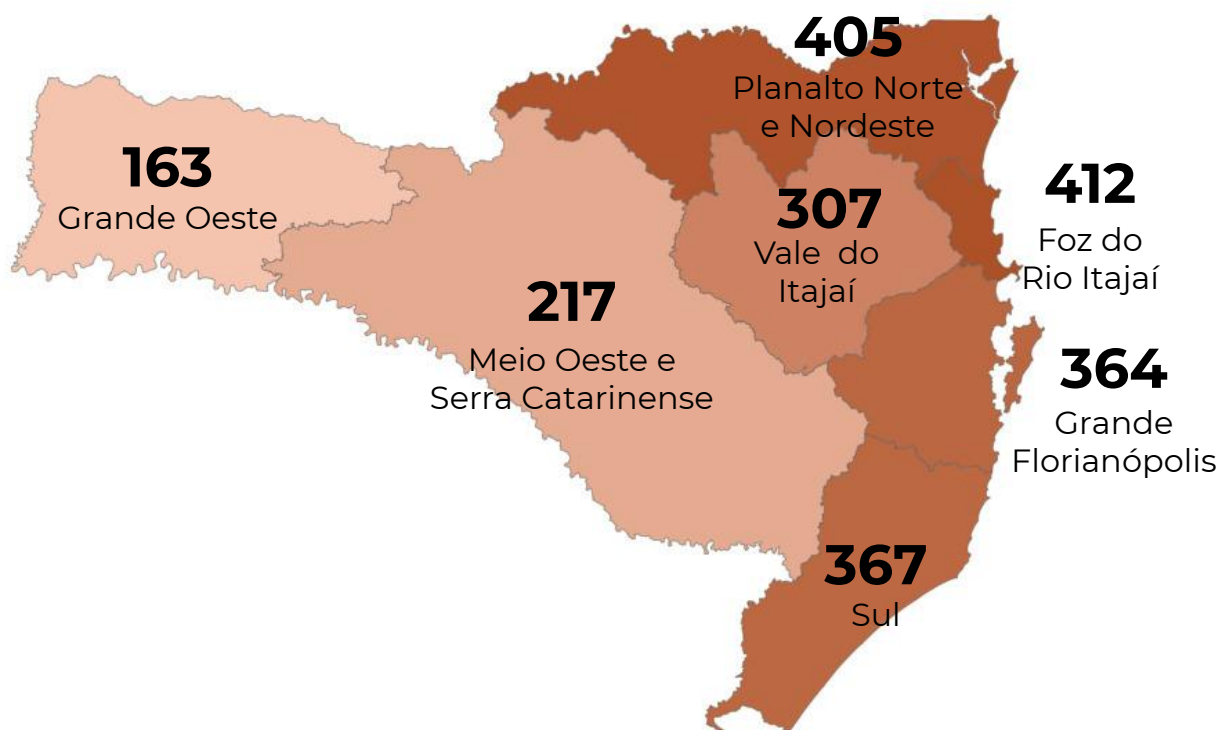 405
Planalto Norte
e Nordeste
163
Grande Oeste
412
Foz do
Rio Itajaí
307
Vale do
Itajaí
217
Meio Oeste e
Serra Catarinense
364
Grande
Florianópolis
367
Sul